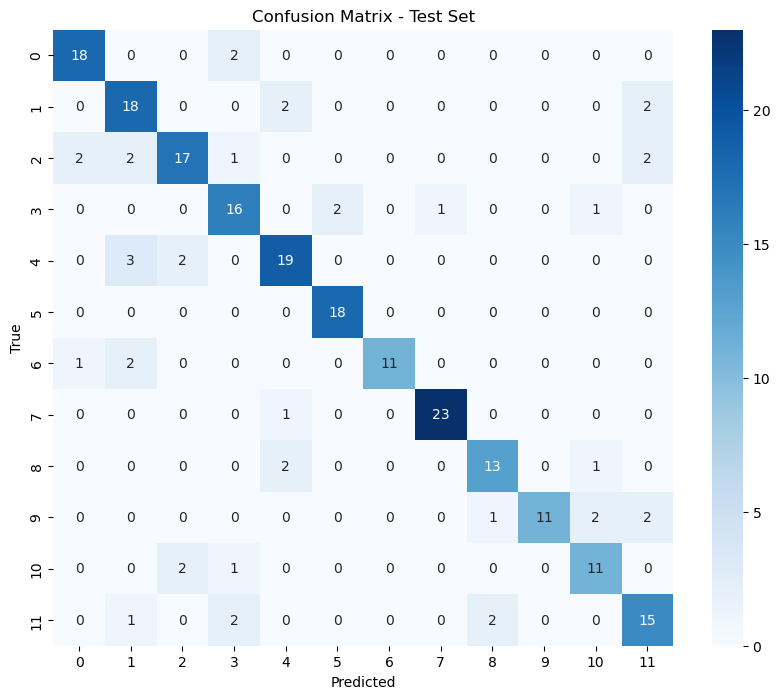 Confusion Matrix - Test Set
True
0 18 0 0 2 0 0 0 0 0 0 0 0
1 0 18 0 0 2 0 0 0 0 0 0 2
2 2 2 17 1 0 0 0 0 0 0 0 2
3 0 0 0 16 0 2 0 1 0 0 1 0
4 0 3 2 0 19 0 0 0 0 0 0 0
5 0 0 0 0 0 18 0 0 0 0 0 0
6 1 2 0 0 0 0 11 0 0 0 0 0
7 0 0 0 0 1 0 0 23 0 0 0 0
8 0 0 0 0 2 0 0 0 13 0 1 0
9 0 0 0 0 0 0 0 0 1 11 2 2
10 0 0 2 1 0 0 0 0 0 0 11 0
11 0 1 0 2 0 0 0 0 2 0 0 15
0 1 2 3 4 5 6 7 8 9 10 11
Predicted
20
15
10
5
0